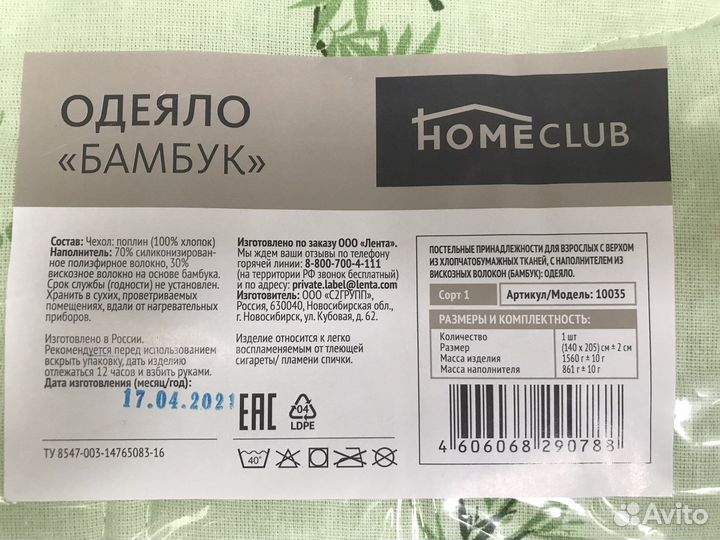 ОДЕЯЛО
«БАМБУК»
HOMECLUB
Состав: Чехол: поплин (100% хлопок)
Наполнитель: 70% силиконизирован-
ное полиэфирное волокно, 30%
вискозное волокно на основе бамбука.
Срок службы (годности) не установлен.
Хранить в сухих, проветриваемых
помещениях, вдали от нагревательных
приборов.
Изготовлено в России.
Рекомендуется перед использованием
вскрыть упаковку, дать изделию
отлежаться 12 часов и взбить руками.
Дата изготовления (месяц/год):
17.04.2021
ТУ 8547-003-14765083-16
Изготовлено по заказу ООО «Лента».
Мы ждем ваши отзывы по телефону
горячей линии: 8-800-700-4-111
(на территории РФ звонок бесплатный)
и по адресу: private.label@lenta.com
Изготовитель: ООО «С2ГРУПП»,
Россия, 630040, Новосибирская обл.,
г. Новосибирск, ул. Кубовая, д. 62.
Изделие относится к легко
воспламеняемым от тлеющей
сигареты/ пламени спички.
ЕАС
04
LDPE
40°
ПОСТЕЛЬНЫЕ ПРИНАДЛЕЖНОСТИ ДЛЯ ВЗРОСЛЫХ С ВЕРХОМ
ИЗ ХЛОПЧАТОБУМАЖНЫХ ТКАНЕЙ, С НАПОЛНИТЕЛЕМ ИЗ
ВИСКОЗНЫХ ВОЛОКОН (БАМБУК): ОДЕЯЛО.
Сорт 1 Артикул/Модель: 10035
РАЗМЕРЫ И КОМПЛЕКТНОСТЬ:
Количество 1 шт
Размер (140 x 205) см ± 2 см
Масса изделия 1560 г ± 10 г
Масса наполнителя 861 г ± 10 г
4 606068 290788
Avito